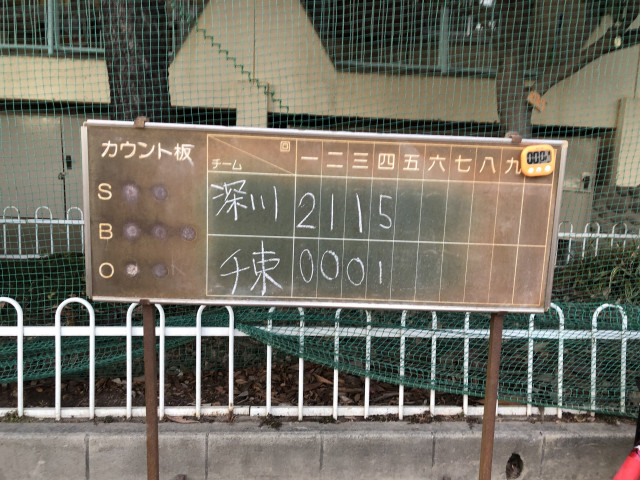 カウント板
回
チーム
一 二 三 四 五 六 七 八 九
S
B
O
深川 2 1 1 5
千東 0 0 0 1